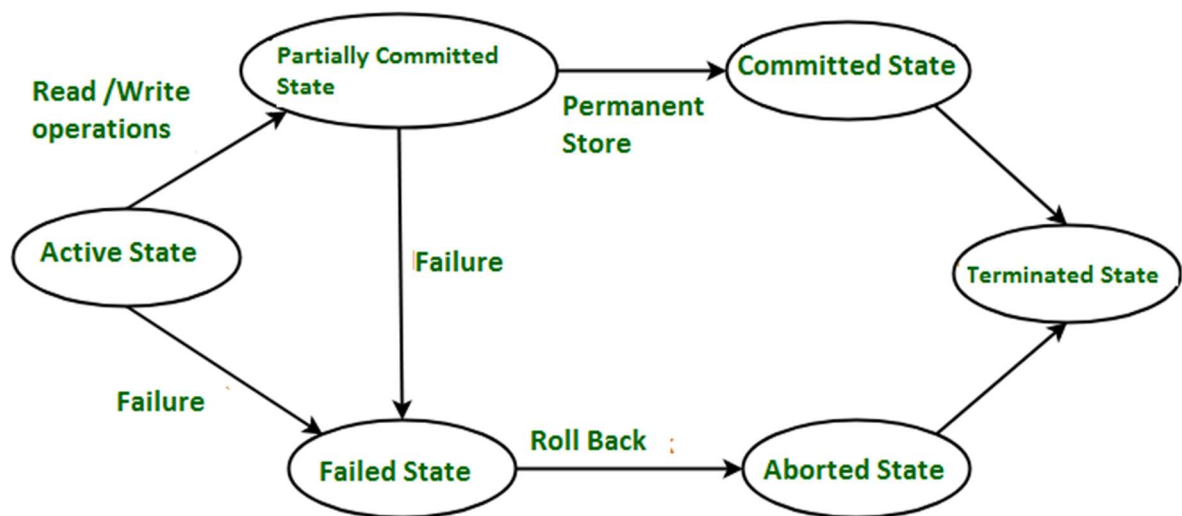 Partially Committed
State
Committed State
Read /Write
operations
Permanent
Store
Active State
Failure
Terminated State
Failure
Roll Back
Failed State
Aborted State